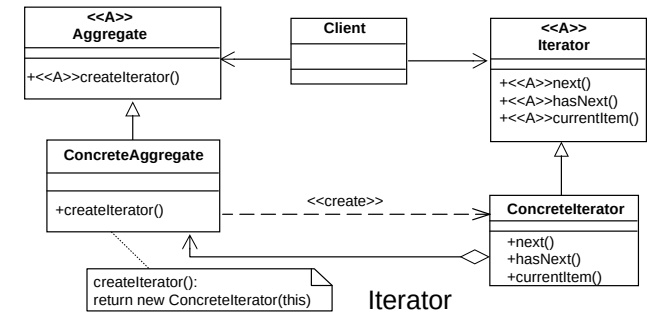 <<A>>
Aggregate
+<<A>>createIterator()
Client
<<A>>
Iterator
+<<A>>next()
+<<A>>hasNext()
+<<A>>currentItem()
ConcreteAggregate
+createIterator()
<<create>>
ConcreteIterator
+next()
+hasNext()
+currentItem()
createIterator():
return new ConcreteIterator(this)
Iterator